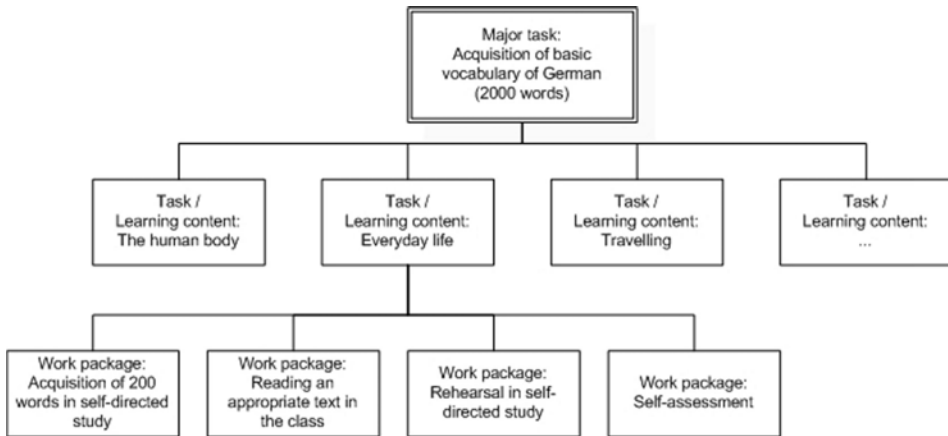 Major task:
Acquisition of basic
vocabulary of German
(2000 words)
Task /
Learning content:
The human body
Task /
Learning content:
Everyday life
Task /
Learning content:
Travelling
Task /
Learning content:
...
Work package:
Acquisition of 200
words in self-directed
study
Work package:
Reading an
appropriate text in
the class
Work package:
Rehearsal in self-
directed study
Work package:
Self-assessment